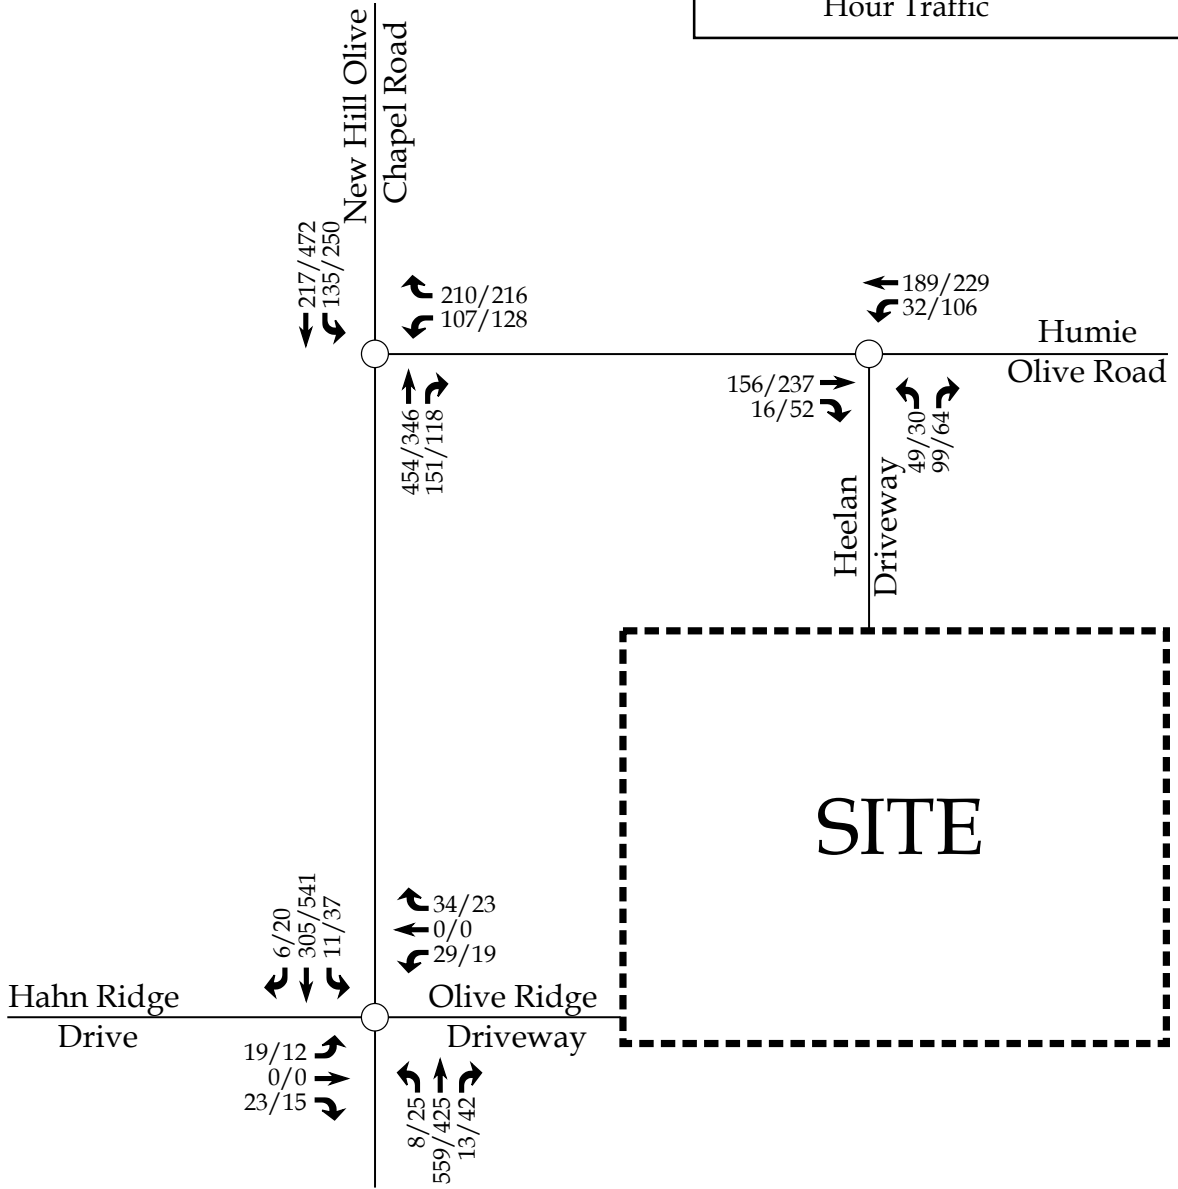 Hour Traffic
New Hill Olive
Chapel Road
217/472
135/250
210/216
107/128
189/229
32/106
Humie
Olive Road
156/237
16/52
454/346
151/118
49/30
99/64
Heelan
Driveway
SITE
6/20
305/541
11/37
34/23
0/0
29/19
Hahn Ridge
Drive
Olive Ridge
Driveway
19/12
0/0
23/15
8/25
559/425
13/42